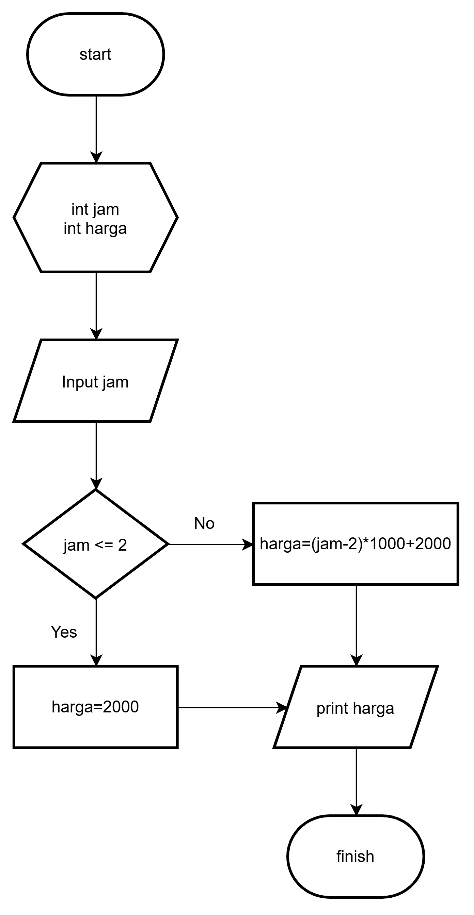 start
int jam
int harga
Input jam
jam <= 2
No
harga=(jam-2)*1000+2000
Yes
harga=2000
print harga
finish